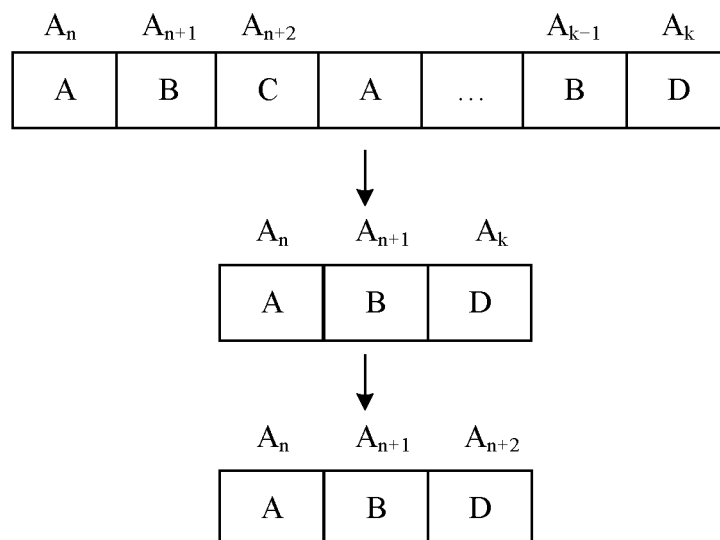 Aₙ Aₙ₊₁ Aₙ₊₂ Aₖ₋₁ Aₖ
A B C A … B D
Aₙ Aₙ₊₁ Aₖ
A B D
Aₙ Aₙ₊₁ Aₙ₊₂
A B D